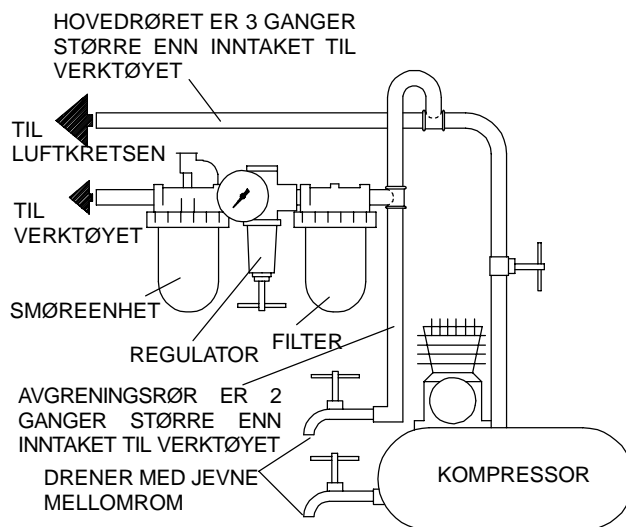 HOVEDRØRET ER 3 GANGER
STØRRE ENN INNTAKET TIL
VERKTØYET
TIL
LUFTKRETSEN
TIL
VERKTØYET
SMØREENHET
REGULATOR
FILTER
AVGRENINGSRØR ER 2
GANGER STØRRE ENN
INNTAKET TIL VERKTØYET
DRENER MED JEVNE
MELLOMROM
KOMPRESSOR